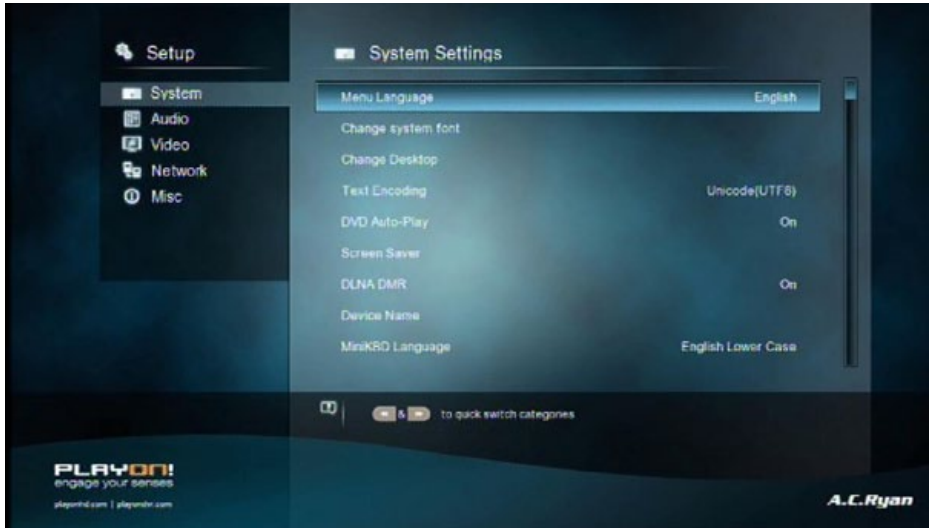 Setup
System
Audio
Video
Network
Misc
System Settings
Menu Language English
Change system font
Change Desktop
Text Encoding Unicode(UTF8)
DVD Auto-Play On
Screen Saver
DLNA DMR On
Device Name
MiniKBD Language English Lower Case
& to quick switch categories
PLAYON!
engage your senses
playonhd.com | playondvr.com
A.C.Ryan